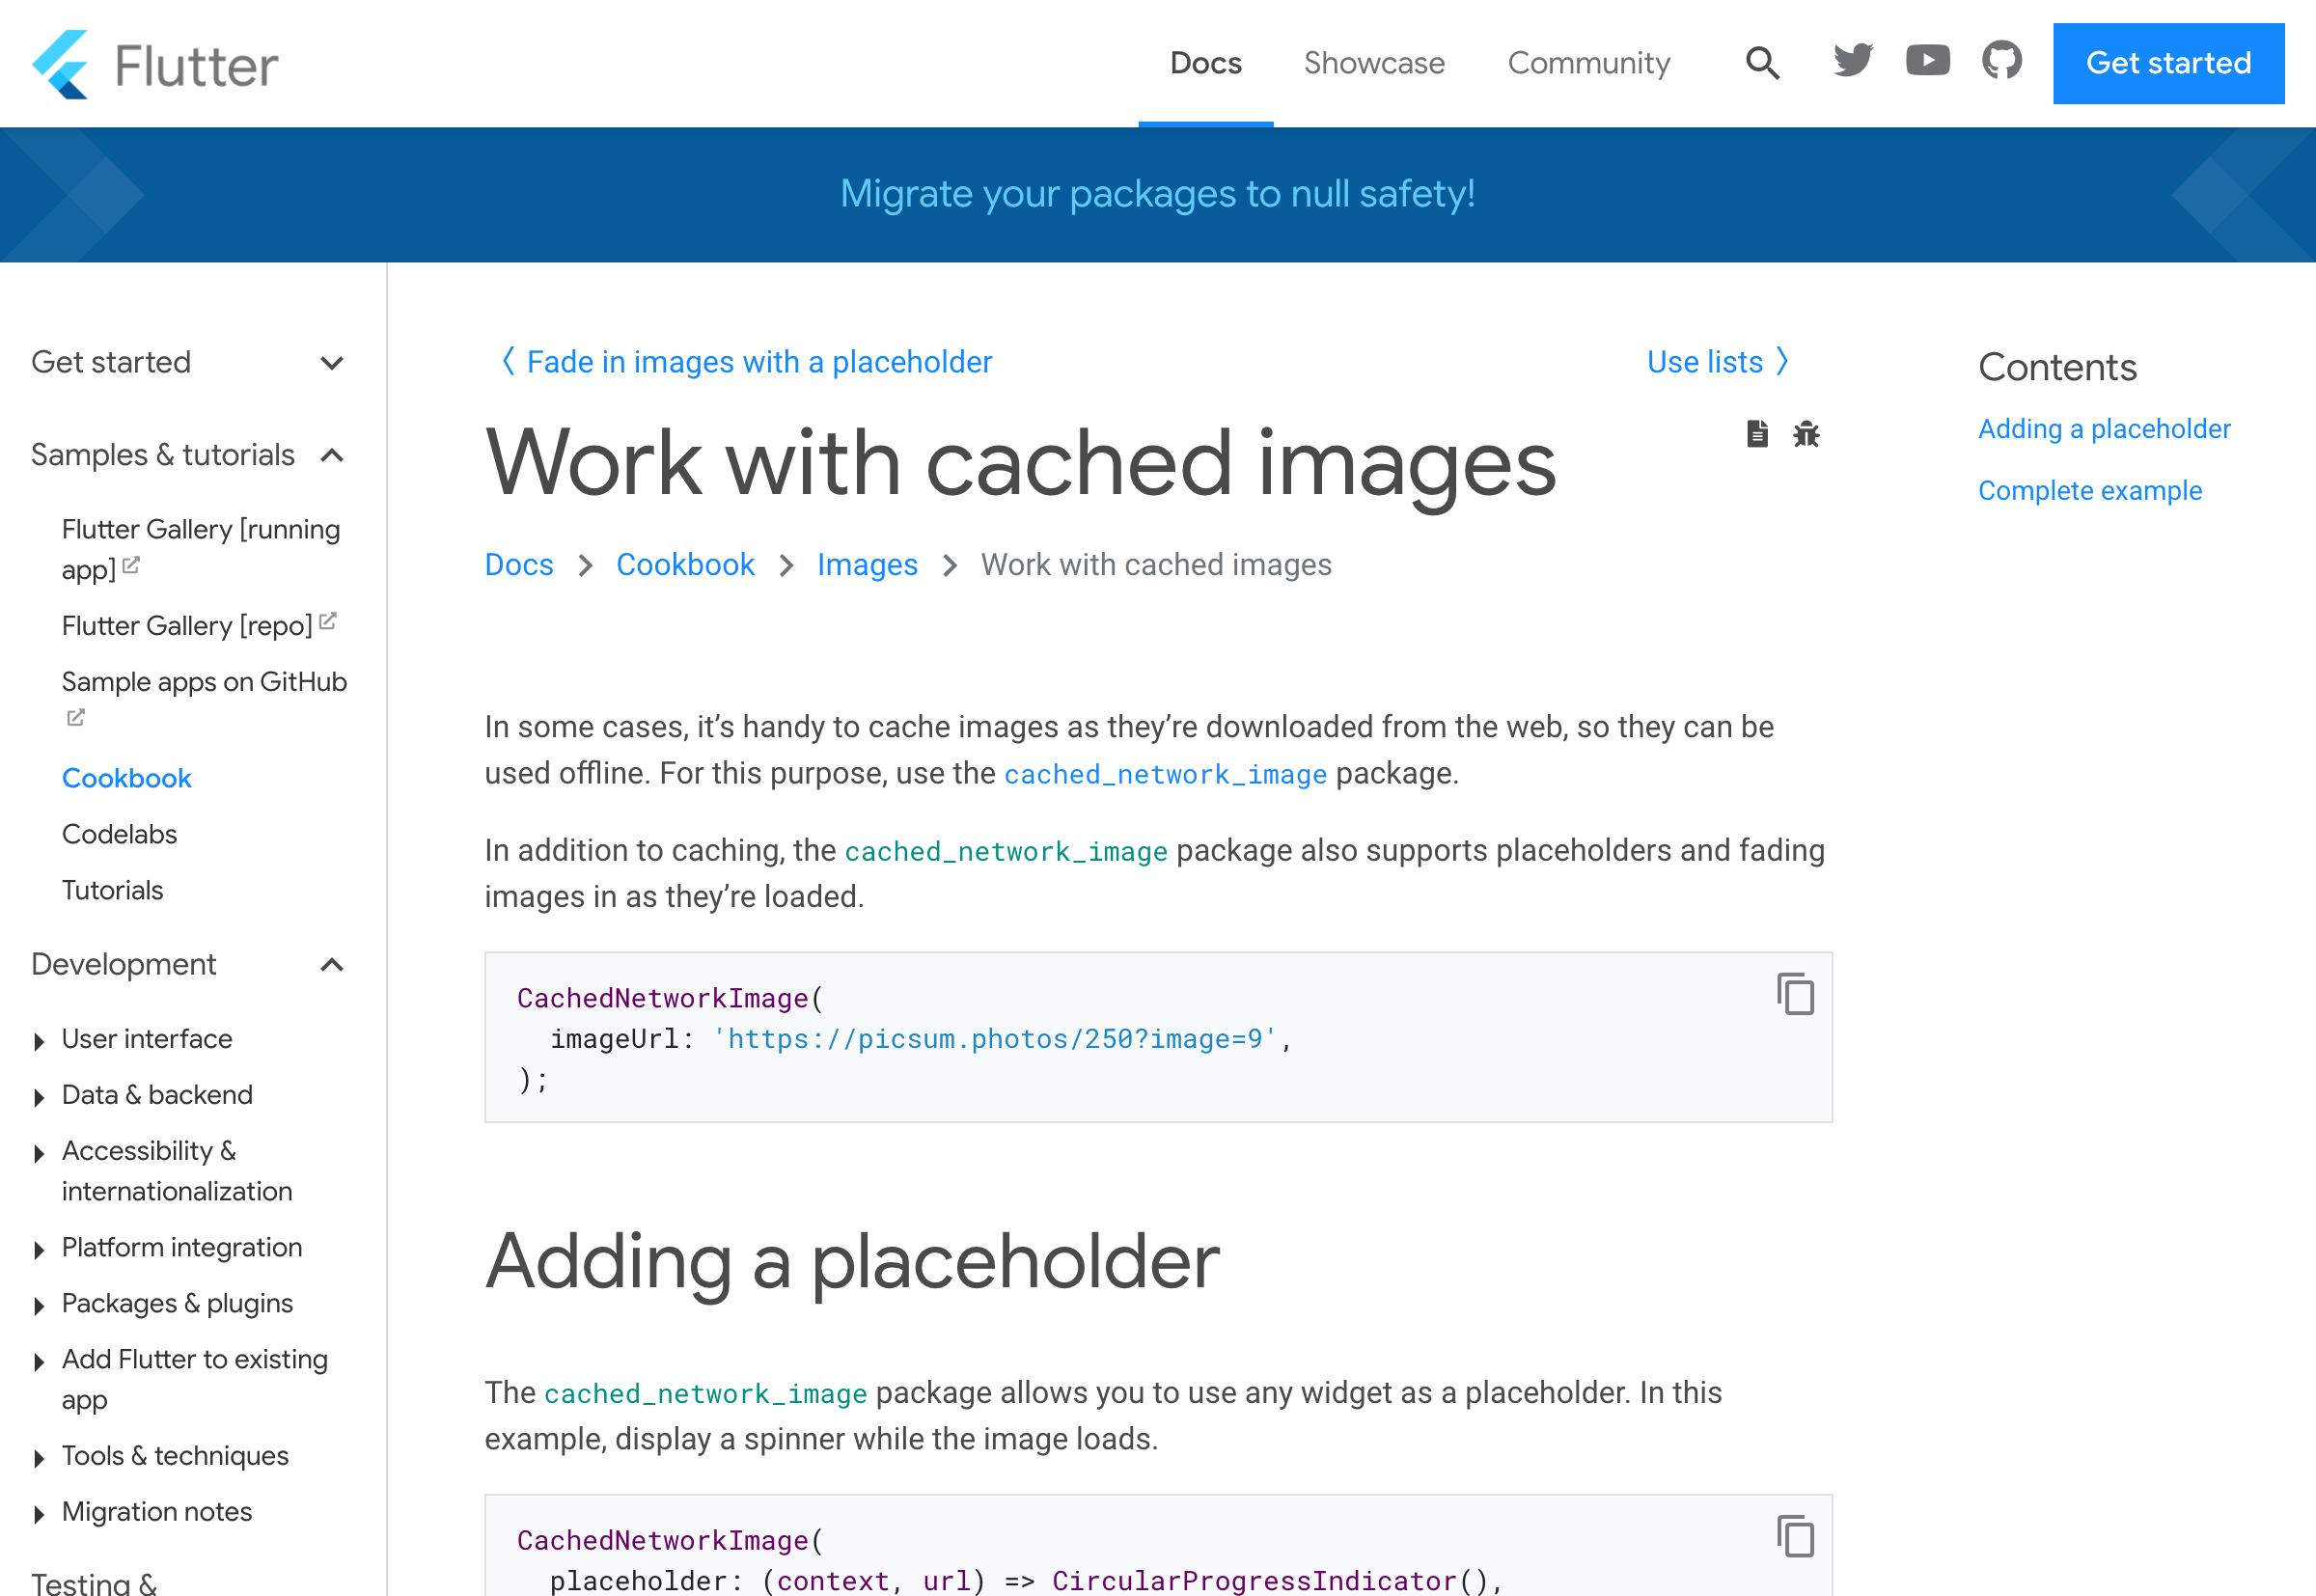 Flutter
Docs
Showcase
Community
Get started
Migrate your packages to null safety!
Get started
Samples & tutorials
Flutter Gallery [running
app]
Flutter Gallery [repo]
Sample apps on GitHub
Cookbook
Codelabs
Tutorials
Development
User interface
Data & backend
Accessibility &
internationalization
Platform integration
Packages & plugins
Add Flutter to existing
app
Tools & techniques
Migration notes
Testing &
〈 Fade in images with a placeholder
Use lists 〉
Work with cached images
Docs > Cookbook > Images > Work with cached images
In some cases, it’s handy to cache images as they’re downloaded from the web, so they can be
used offline. For this purpose, use the cached_network_image package.
In addition to caching, the cached_network_image package also supports placeholders and fading
images in as they’re loaded.
CachedNetworkImage(
  imageUrl: 'https://picsum.photos/250?image=9',
);
Adding a placeholder
The cached_network_image package allows you to use any widget as a placeholder. In this
example, display a spinner while the image loads.
CachedNetworkImage(
  placeholder: (context, url) => CircularProgressIndicator(),
Contents
Adding a placeholder
Complete example